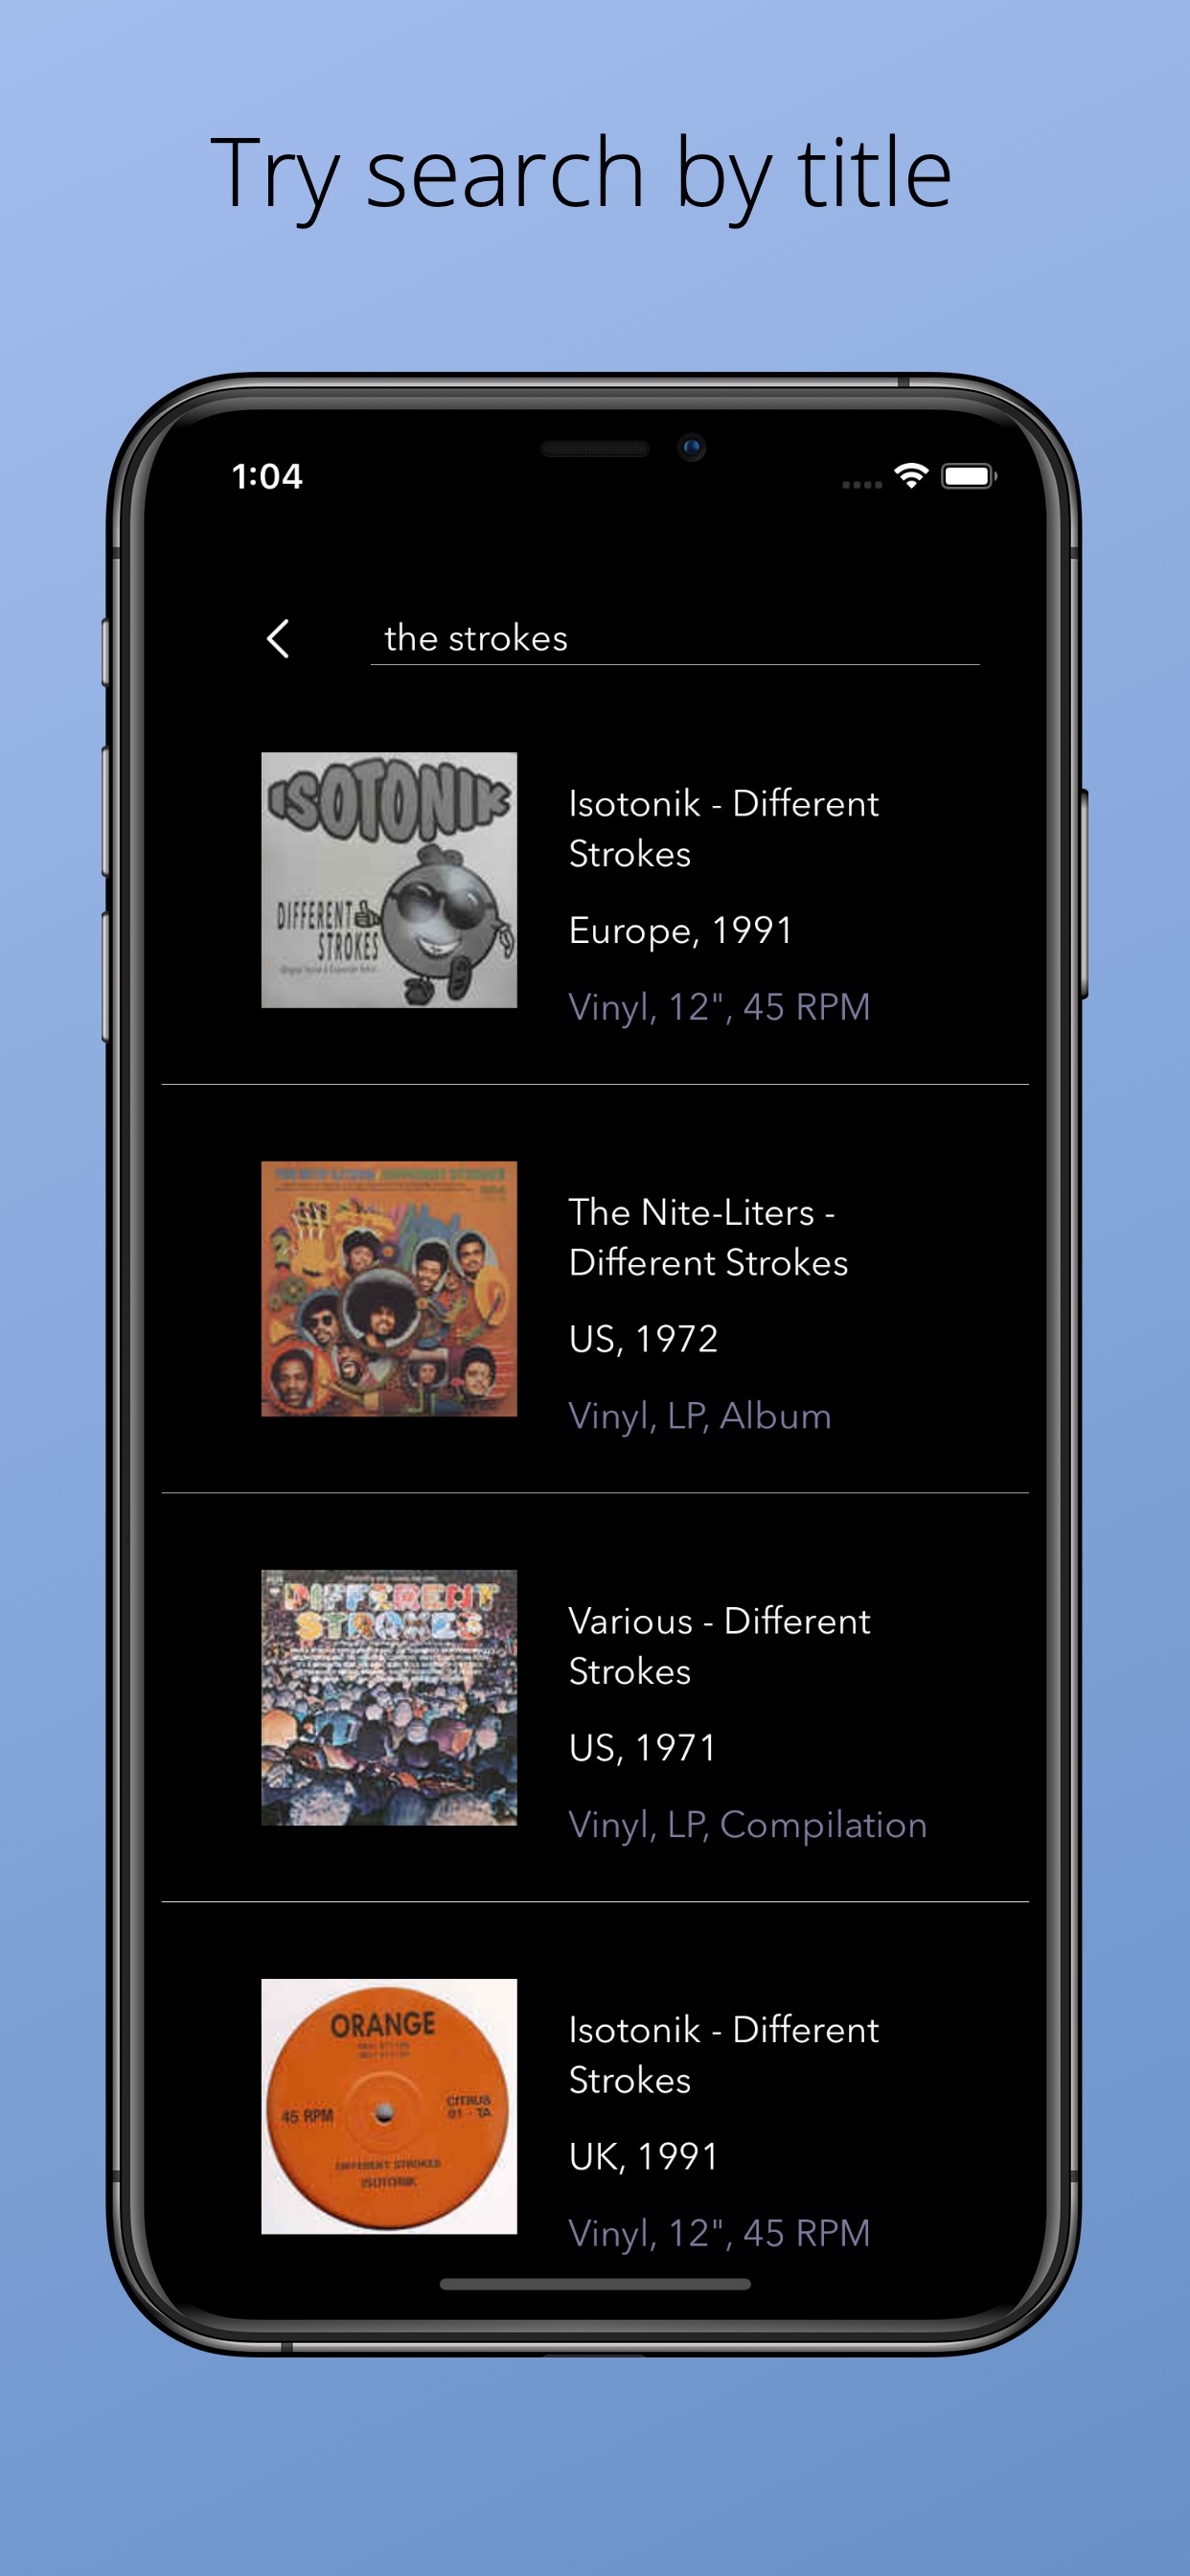 Try search by title
1:04
the strokes
ISOTONIK
DIFFERENT
STROKES
Isotonik - Different
Strokes
Europe, 1991
Vinyl, 12", 45 RPM
The Nite-Liters -
Different Strokes
US, 1972
Vinyl, LP, Album
DIFFERENT
STROKES
Various - Different
Strokes
US, 1971
Vinyl, LP, Compilation
ORANGE
45 RPM
CITRUS
01 - TA
DIFFERENT STROKES
ISOTONIK
Isotonik - Different
Strokes
UK, 1991
Vinyl, 12", 45 RPM